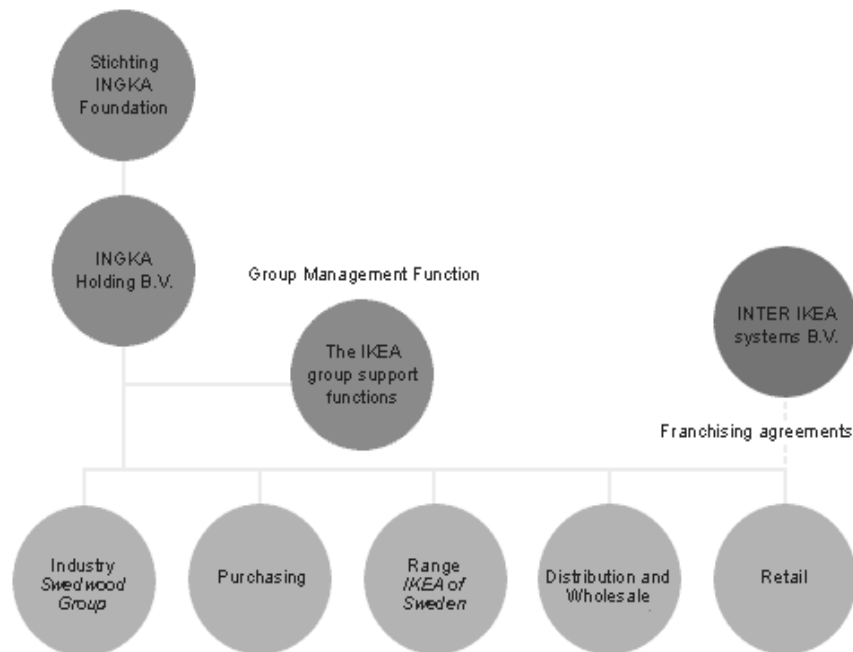 Stichting
INGKA
Foundation
INGKA
Holding B.V.
Group Management Function
The IKEA
group support
functions
INTER IKEA
systems B.V.
Franchising agreements
Industry
Swedwood
Group
Purchasing
Range
IKEA of
Sweden
Distribution and
Wholesale
Retail